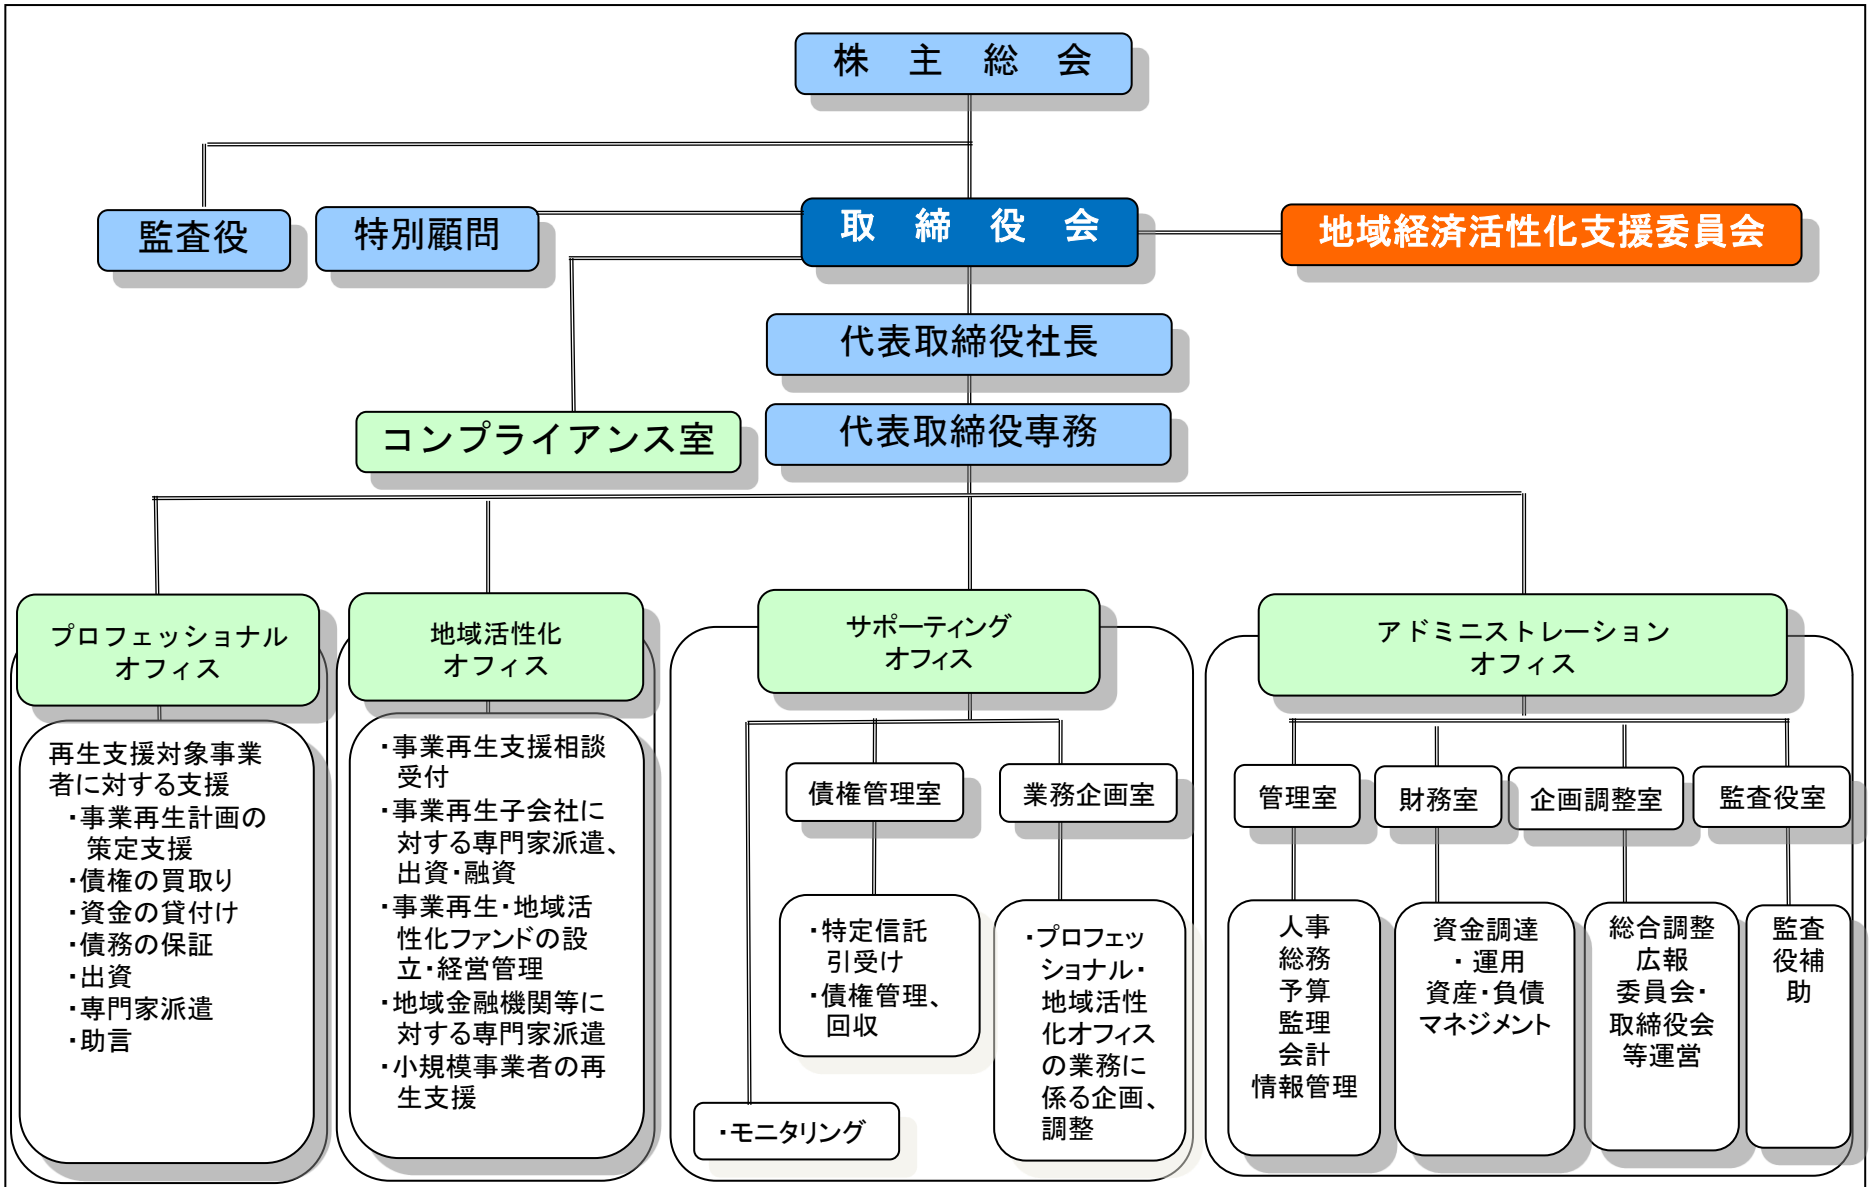 株　主　総　会
監査役
特別顧問
取　締　役　会
地域経済活性化支援委員会
代表取締役社長
コンプライアンス室
代表取締役専務
プロフェッショナル
オフィス
再生支援対象事業
者に対する支援
・事業再生計画の
策定支援
・債権の買取り
・資金の貸付け
・債務の保証
・出資
・専門家派遣
・助言
地域活性化
オフィス
・事業再生支援相談
受付
・事業再生子会社に
対する専門家派遣、
出資・融資
・事業再生・地域活
性化ファンドの設
立・経営管理
・地域金融機関等に
対する専門家派遣
・小規模事業者の再
生支援
サポーティング
オフィス
・モニタリング
債権管理室
・特定信託
引受け
・債権管理、
回収
業務企画室
・プロフェッ
ショナル・
地域活性
化オフィス
の業務に
係る企画、
調整
アドミニストレーション
オフィス
管理室
人事
総務
予算
監理
会計
情報管理
財務室
資金調達
・運用
資産・負債
マネジメント
企画調整室
総合調整
広報
委員会・
取締役会
等運営
監査役室
監査
役補
助